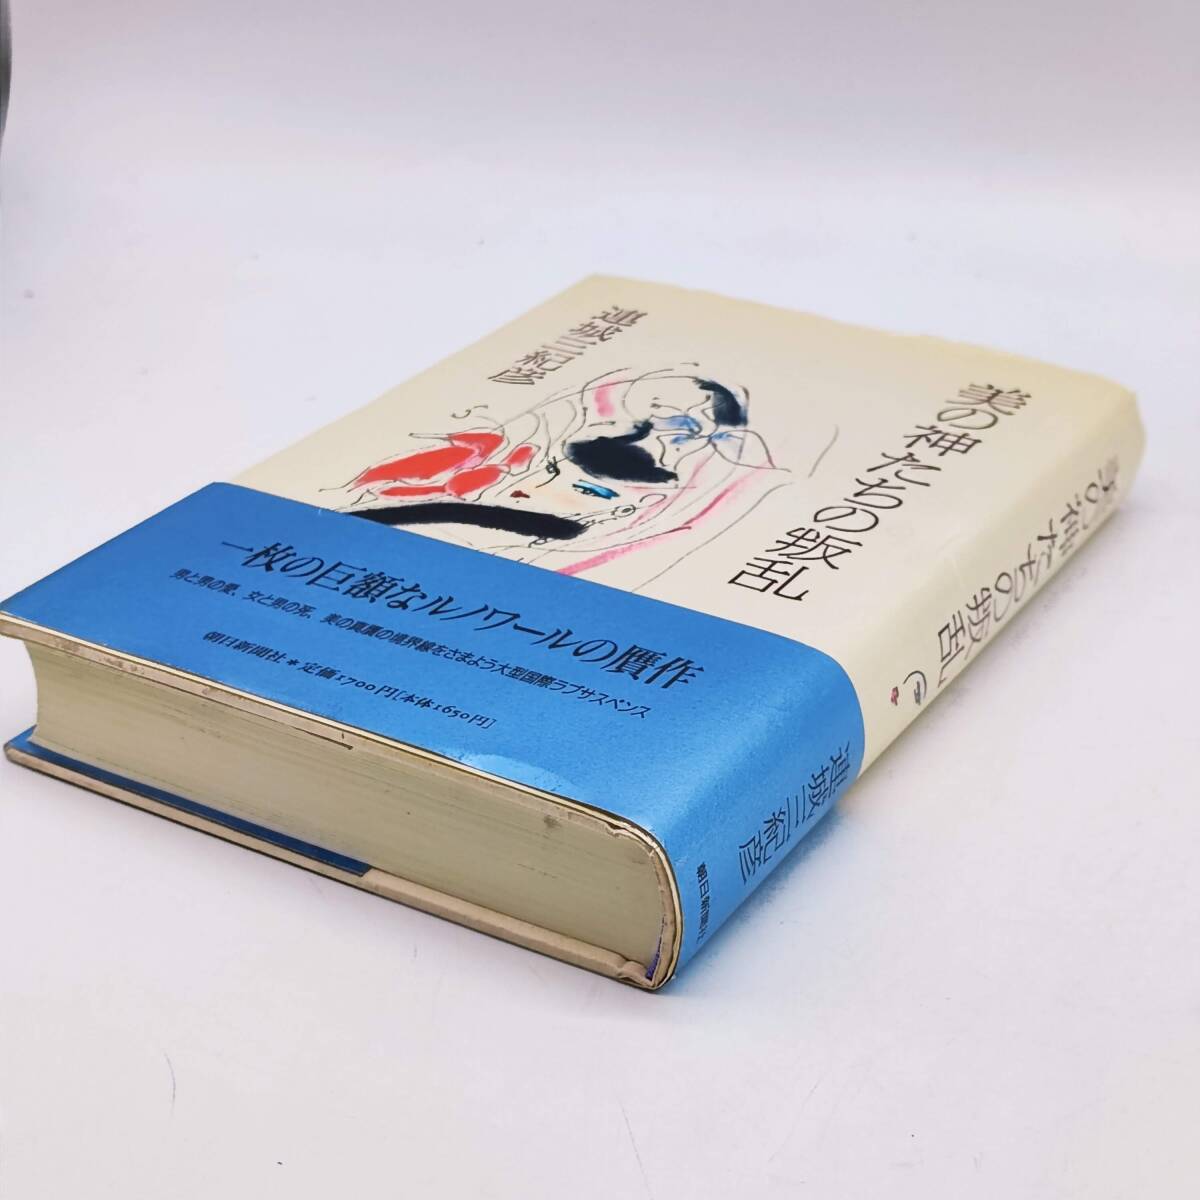 美の神たちの叛乱
連城三紀彦
一枚の巨額なルノワールの贋作
男と男の愛、女と男の死、美の真贋の境界線をさまよう大型国際ラブサスペンス
朝日新聞社＊定価1700円[本体1650円]
美の神たちの叛乱
連城三紀彦
朝日新聞社